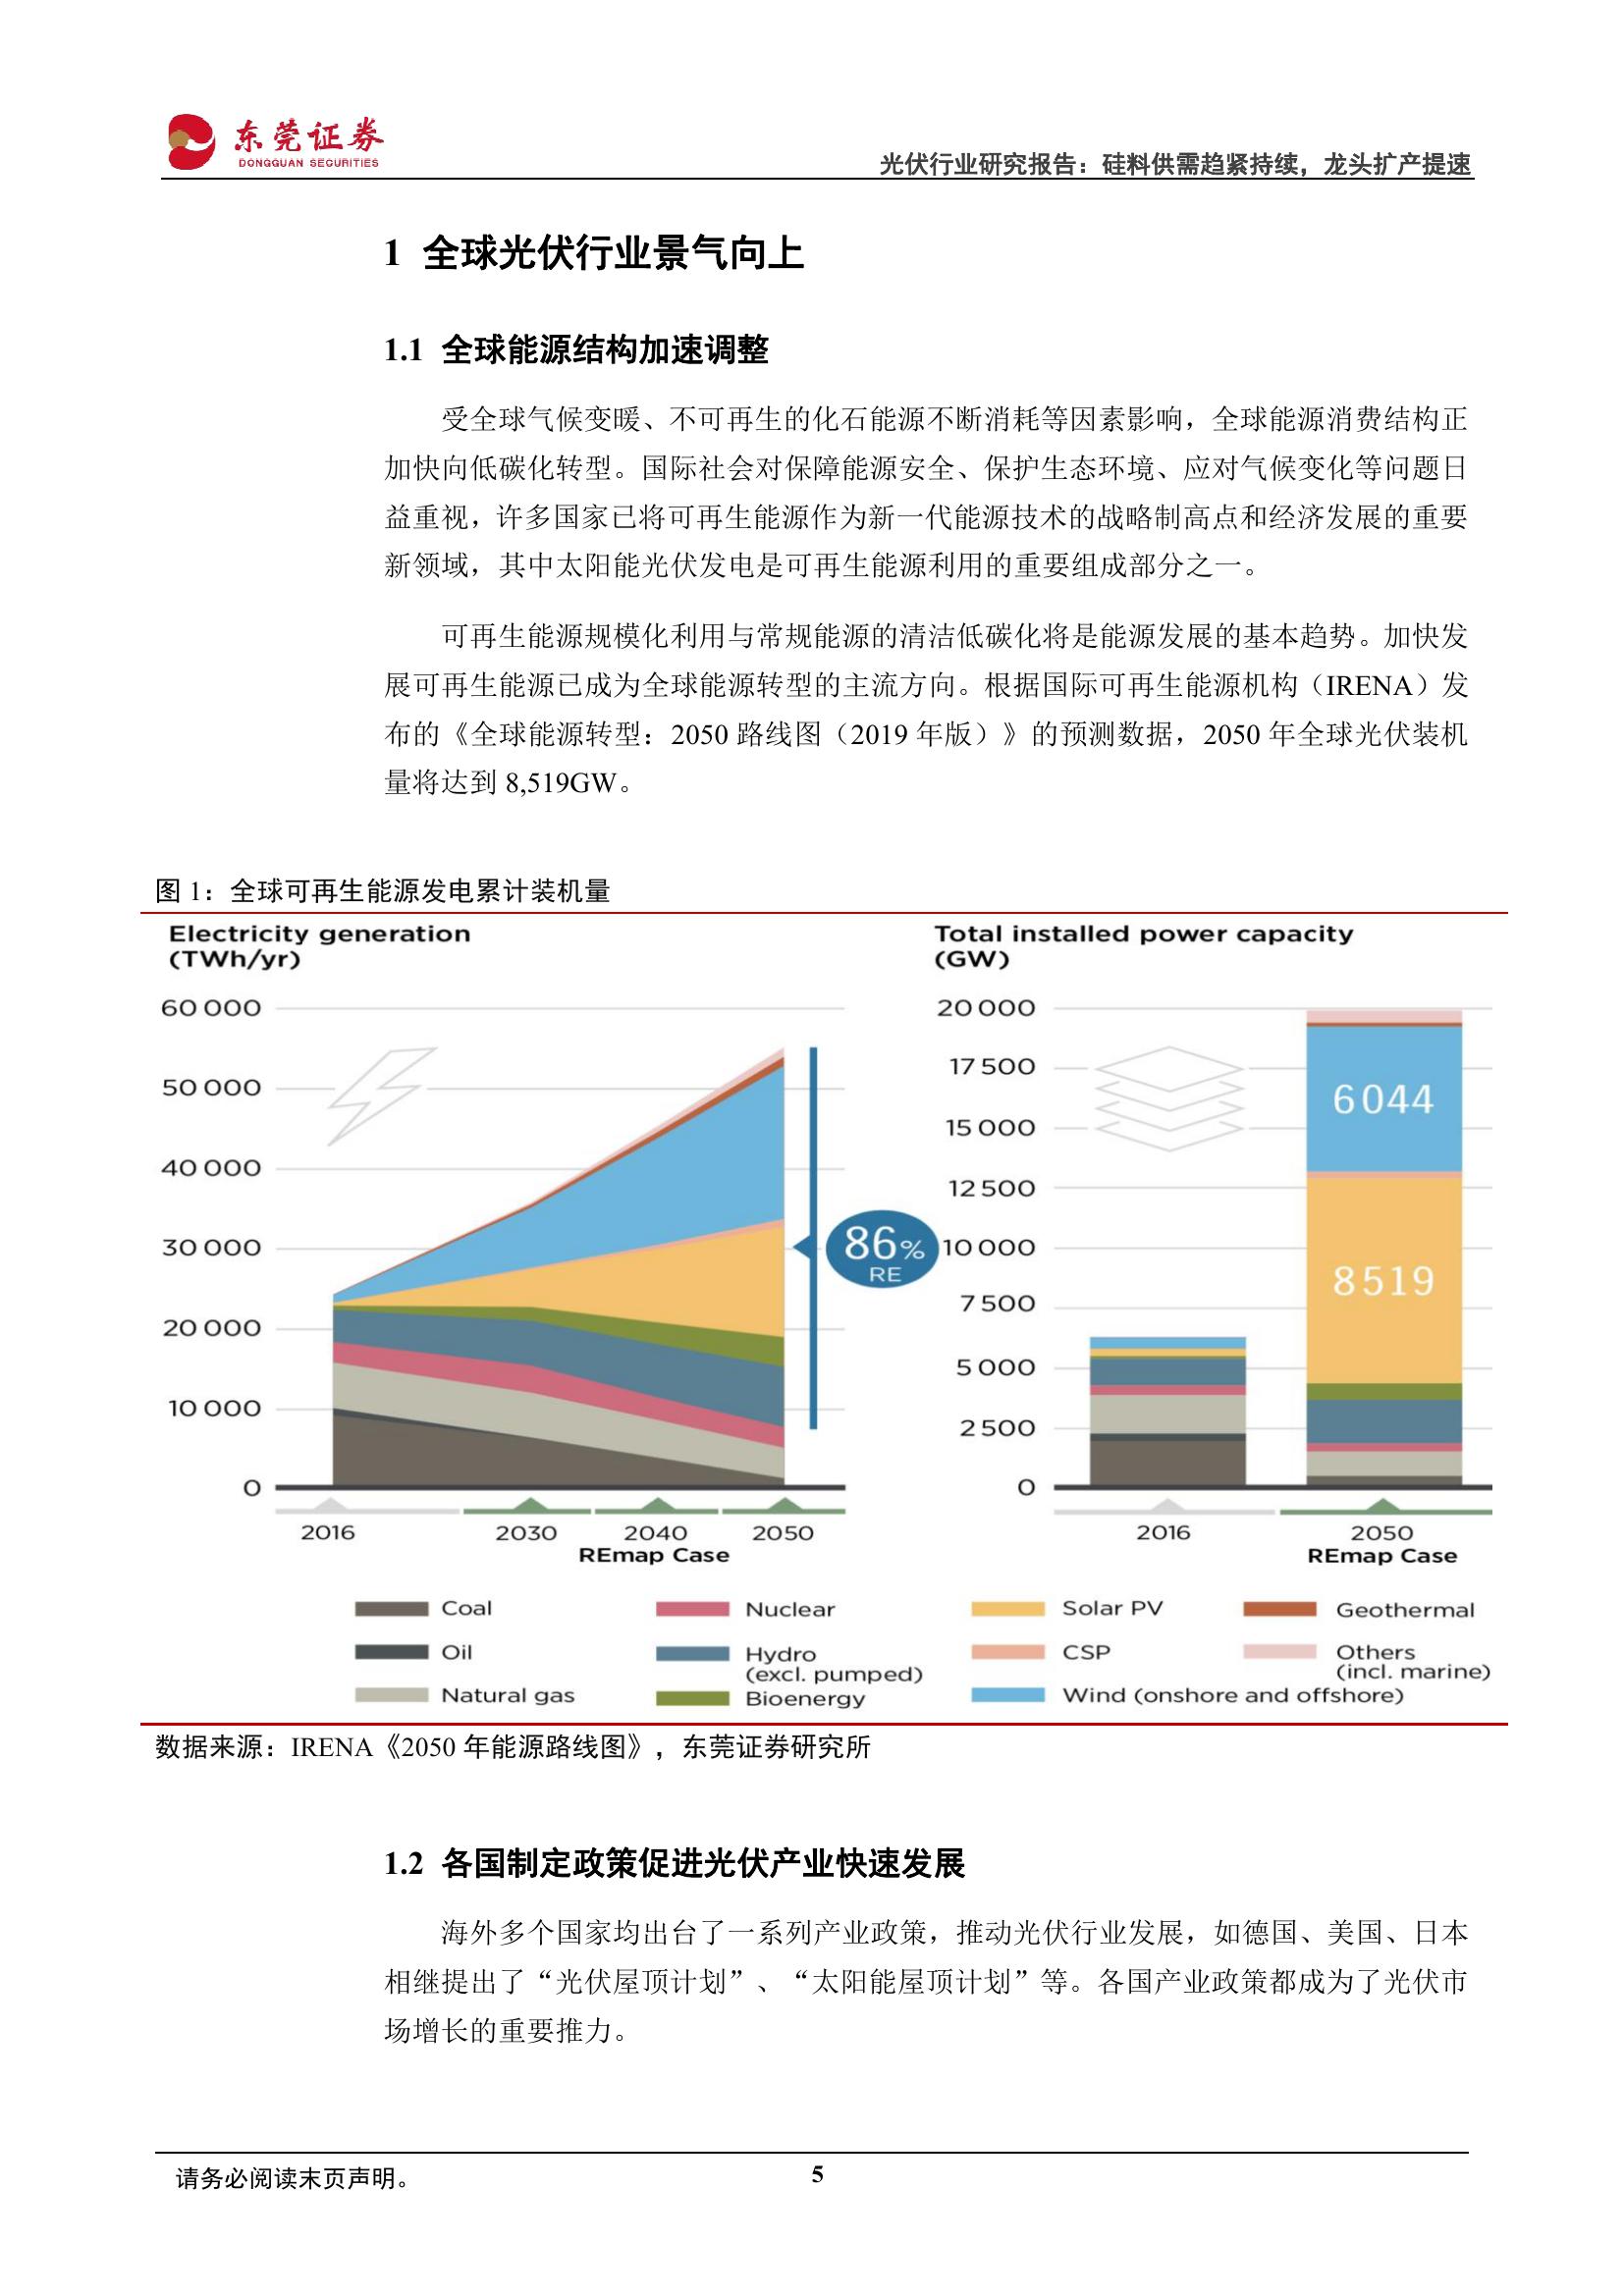 东莞证券
DONGGUAN SECURITIES
光伏行业研究报告：硅料供需趋紧持续，龙头扩产提速
1 全球光伏行业景气向上
1.1 全球能源结构加速调整
受全球气候变暖、不可再生的化石能源不断消耗等因素影响，全球能源消费结构正
加快向低碳化转型。国际社会对保障能源安全、保护生态环境、应对气候变化等问题日
益重视，许多国家已将可再生能源作为新一代能源技术的战略制高点和经济发展的重要
新领域，其中太阳能光伏发电是可再生能源利用的重要组成部分之一。
可再生能源规模化利用与常规能源的清洁低碳化将是能源发展的基本趋势。加快发
展可再生能源已成为全球能源转型的主流方向。根据国际可再生能源机构（IRENA）发
布的《全球能源转型：2050 路线图（2019 年版）》的预测数据，2050 年全球光伏装机
量将达到 8,519GW。
图 1：全球可再生能源发电累计装机量
Electricity generation
(TWh/yr)
60 000
50 000
40 000
30 000
20 000
10 000
0
86%
RE
2016
2030
2040
2050
REmap Case
Total installed power capacity
(GW)
20 000
17 500
15 000
12 500
10 000
7 500
5 000
2 500
0
6 044
8 519
2016
2050
REmap Case
Coal
Oil
Natural gas
Nuclear
Hydro
(excl. pumped)
Bioenergy
Solar PV
CSP
Wind (onshore and offshore)
Geothermal
Others
(incl. marine)
数据来源：IRENA《2050 年能源路线图》，东莞证券研究所
1.2 各国制定政策促进光伏产业快速发展
海外多个国家均出台了一系列产业政策，推动光伏行业发展，如德国、美国、日本
相继提出了“光伏屋顶计划”、“太阳能屋顶计划”等。各国产业政策都成为了光伏市
场增长的重要推力。
请务必阅读末页声明。
5